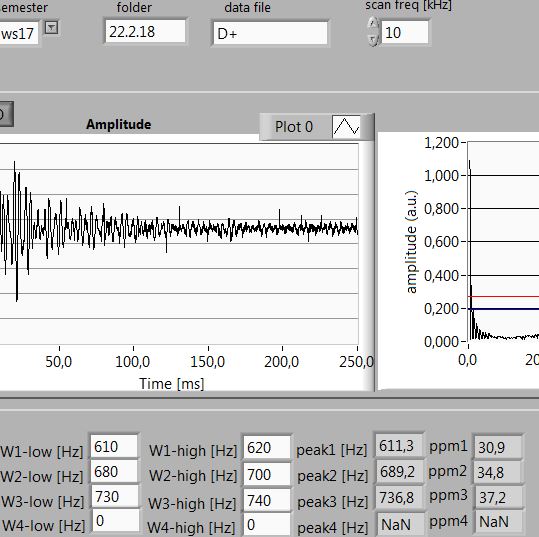 emester folder data file scan freq [kHz]
ws17 22.2.18 D+ 10
Amplitude Plot 0
1,200
1,000
0,800
0,600
0,400
0,200
0,000
amplitude (a.u.)
0,0 20
50,0 100,0 150,0 200,0 250,0
Time [ms]
W1-low [Hz] 610 W1-high [Hz] 620 peak1 [Hz] 611,3 ppm1 30,9
W2-low [Hz] 680 W2-high [Hz] 700 peak2 [Hz] 689,2 ppm2 34,8
W3-low [Hz] 730 W3-high [Hz] 740 peak3 [Hz] 736,8 ppm3 37,2
W4-low [Hz] 0 W4-high [Hz] 0 peak4 [Hz] NaN ppm4 NaN